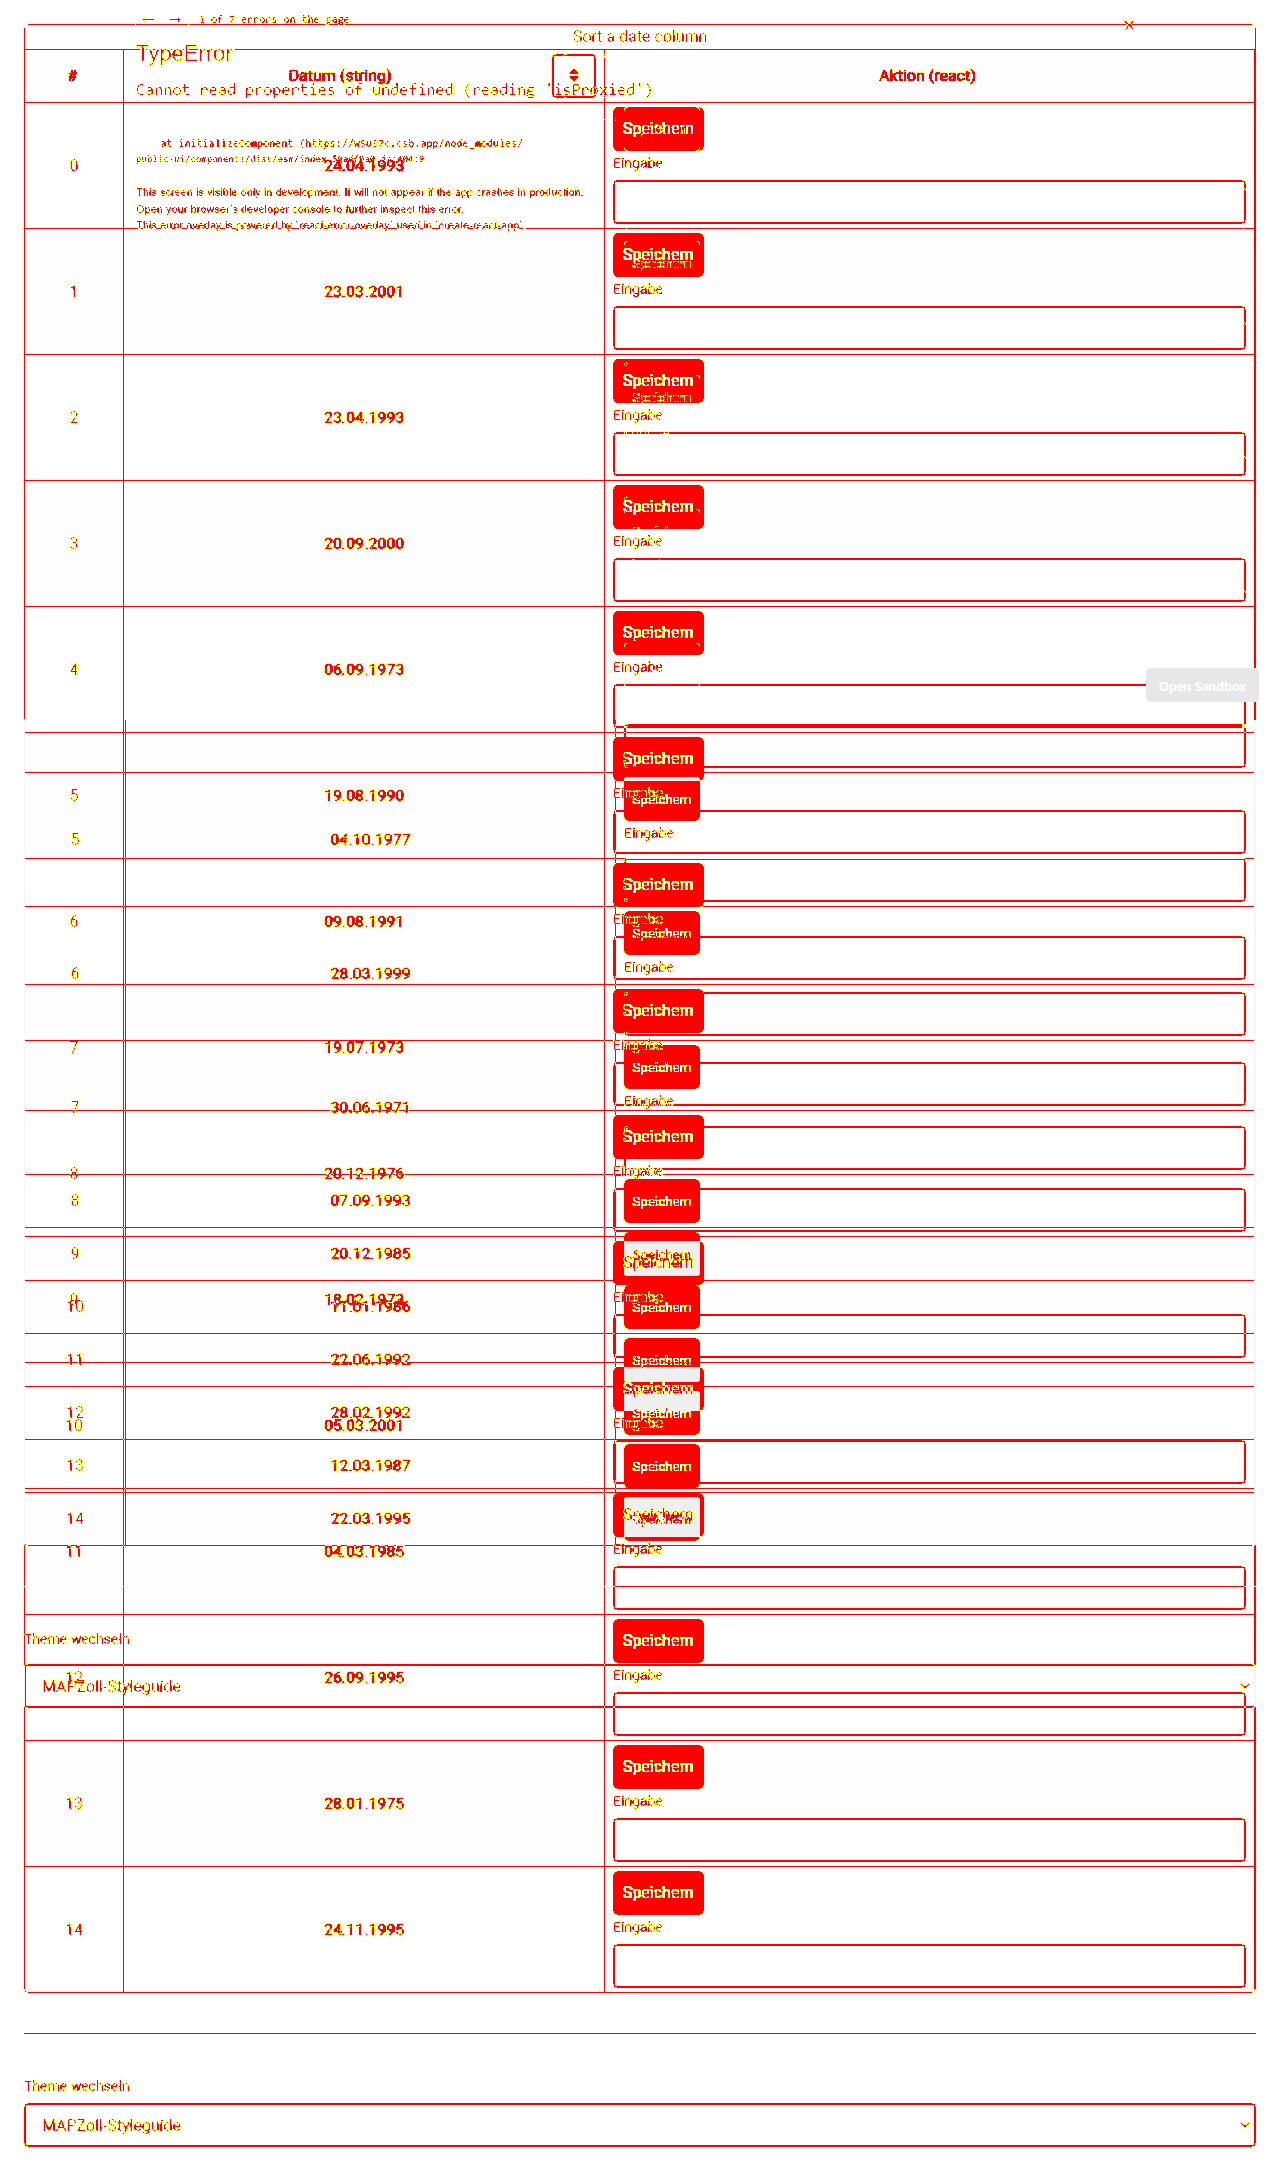 ← → 1 of 7 errors on the page ×
Sort a date column
TypeError
# Datum (string) Aktion (react)
Cannot read properties of undefined (reading 'isProxied')
Speichern
at initializeComponent
public-ui/components/dist/esm/
Eingabe
0 24.04.1993
This screen is visible only in development. It will not appear if the app crashes in production.
Open your browser's developer console to further inspect this error.
This error overlay is powered by `react-error-overlay` used in `create-react-app`.
Speichern
Eingabe
1 23.03.2001
Speichern
Eingabe
2 23.04.1993
Speichern
Eingabe
3 20.09.2000
Speichern
Eingabe
4 06.09.1973
Open Sandbox
Speichern
Eingabe
5 19.08.1990
Speichern
Eingabe
5 04.10.1977
Speichern
Eingabe
6 09.08.1991
Speichern
Eingabe
6 28.03.1999
Speichern
Eingabe
7 19.07.1973
Speichern
Eingabe
7 30.06.1971
Speichern
Eingabe
8 20.12.1976
8 07.09.1993 Speichern
9 20.12.1985 Speichern
Speichern
Eingabe
9 18.02.1973
10 11.01.1986 Speichern
11 22.06.1992 Speichern
Speichern
12 28.02.1992 Speichern
10 05.03.2001 Eingabe
13 12.03.1987 Speichern
14 22.03.1995 Speichern
11 04.03.1985 Eingabe
Theme wechseln Speichern
12 26.09.1995 Eingabe
MAPZoll-Styleguide
Speichern
Eingabe
13 28.01.1975
Speichern
Eingabe
14 24.11.1995
Theme wechseln
MAPZoll-Styleguide